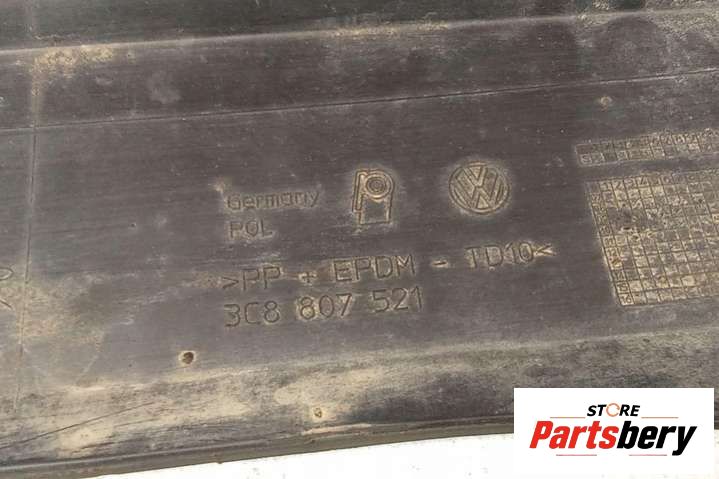 Germany
POL
>PP + EPDM - TD10<
3C8 807 521
STORE
Partsbery